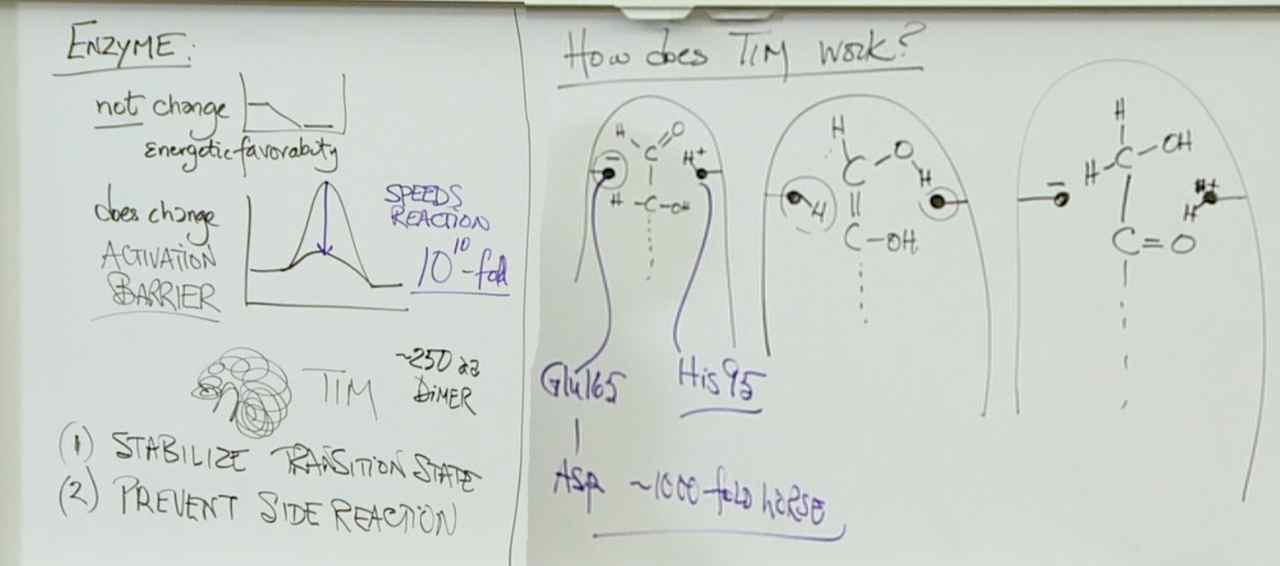 ENZYME:
not change
Energetic favorabity
does change
ACTIVATION
BARRIER
SPEEDS
REACTION
10^10-fold
TIM
~250 aa
DIMER
(1) STABILIZE TRANSITION STATE
(2) PREVENT SIDE REACTION
How does TIM work?
H O
C
- H+
H -C-OH
Glu165
His95
Asp ~1000-fold worse
H
C-O
H
H
C-OH
H
OH
H C
- H+
H
C=O